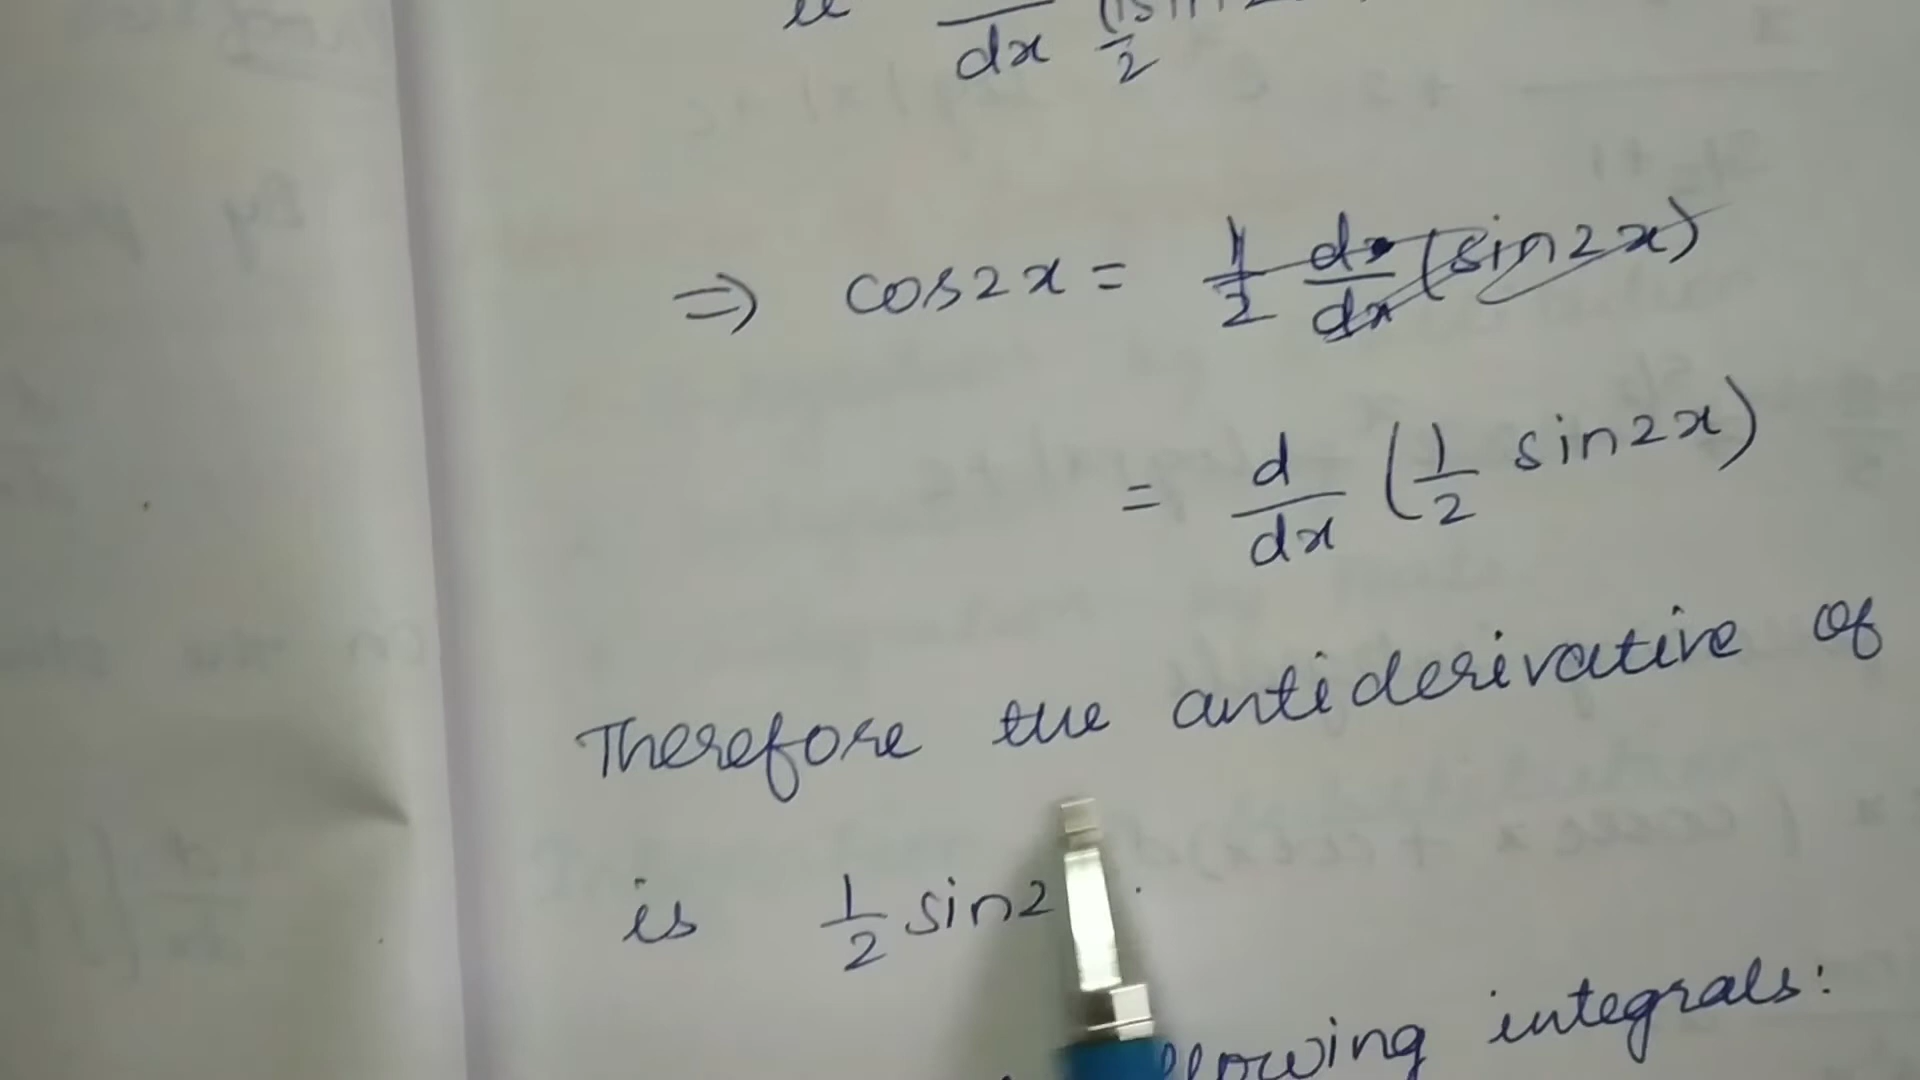 dx 2
⇒ cos2x = 1/2 d/dx (sin2x)
= d/dx (1/2 sin2x)
Therefore the antiderivative of
is 1/2 sin2
integrals: